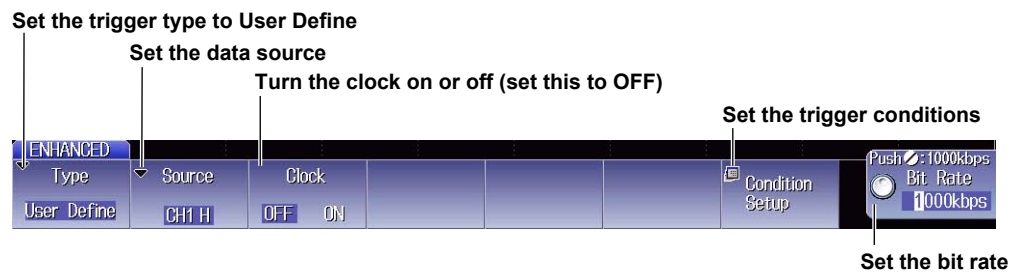 Set the trigger type to User Define
Set the data source
Turn the clock on or off (set this to OFF)
Set the trigger conditions
ENHANCED
Type
User Define
Source
CH1 H
Clock
OFF ON
Condition
Setup
Push :1000kbps
Bit Rate
1000kbps
Set the bit rate